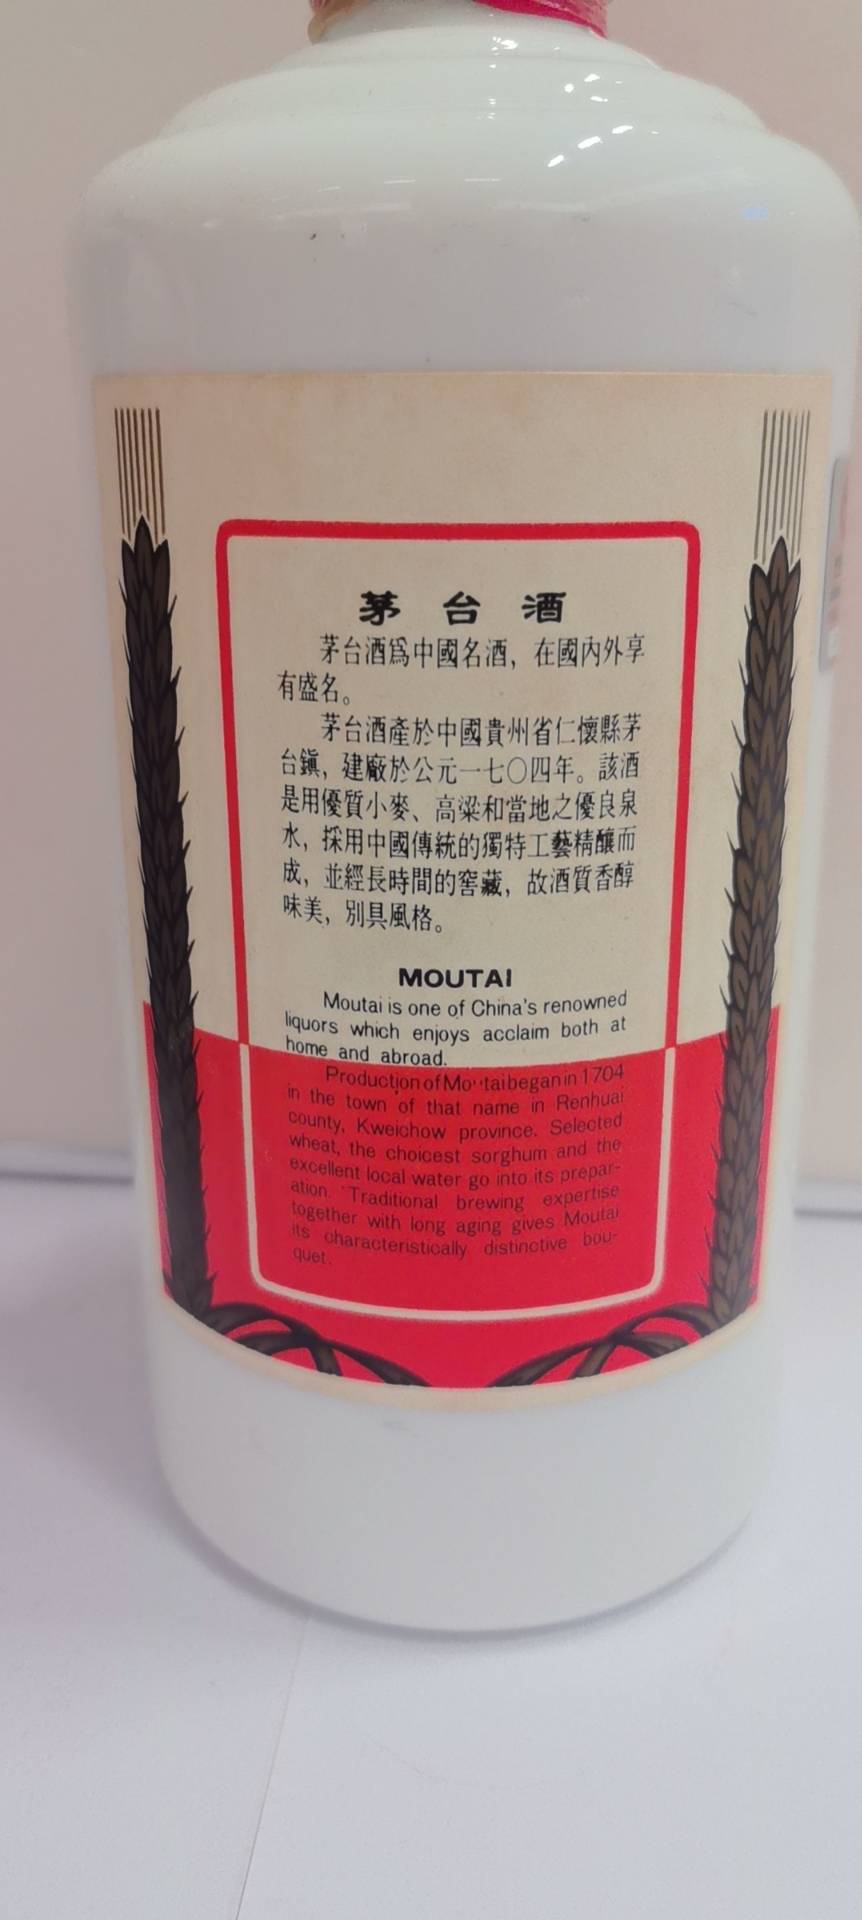 茅台酒
茅台酒爲中國名酒，在國內外享
有盛名。
茅台酒產於中國貴州省仁懷縣茅
台鎮，建廠於公元一七〇四年。該酒
是用優質小麥、高粱和當地之優良泉
水，採用中國傳統的獨特工藝精釀而
成，並經長時間的窖藏，故酒質香醇
味美，別具風格。
MOUTAI
Moutai is one of China's renowned
liquors which enjoys acclaim both at
home and abroad.
Production of Moutai began in 1704
in the town of that name in Renhuai
county, Kweichow province. Selected
wheat, the choicest sorghum and the
excellent local water go into its prepar-
ation. Traditional brewing expertise
together with long aging gives Moutai
its characteristically distinctive bou-
quet.